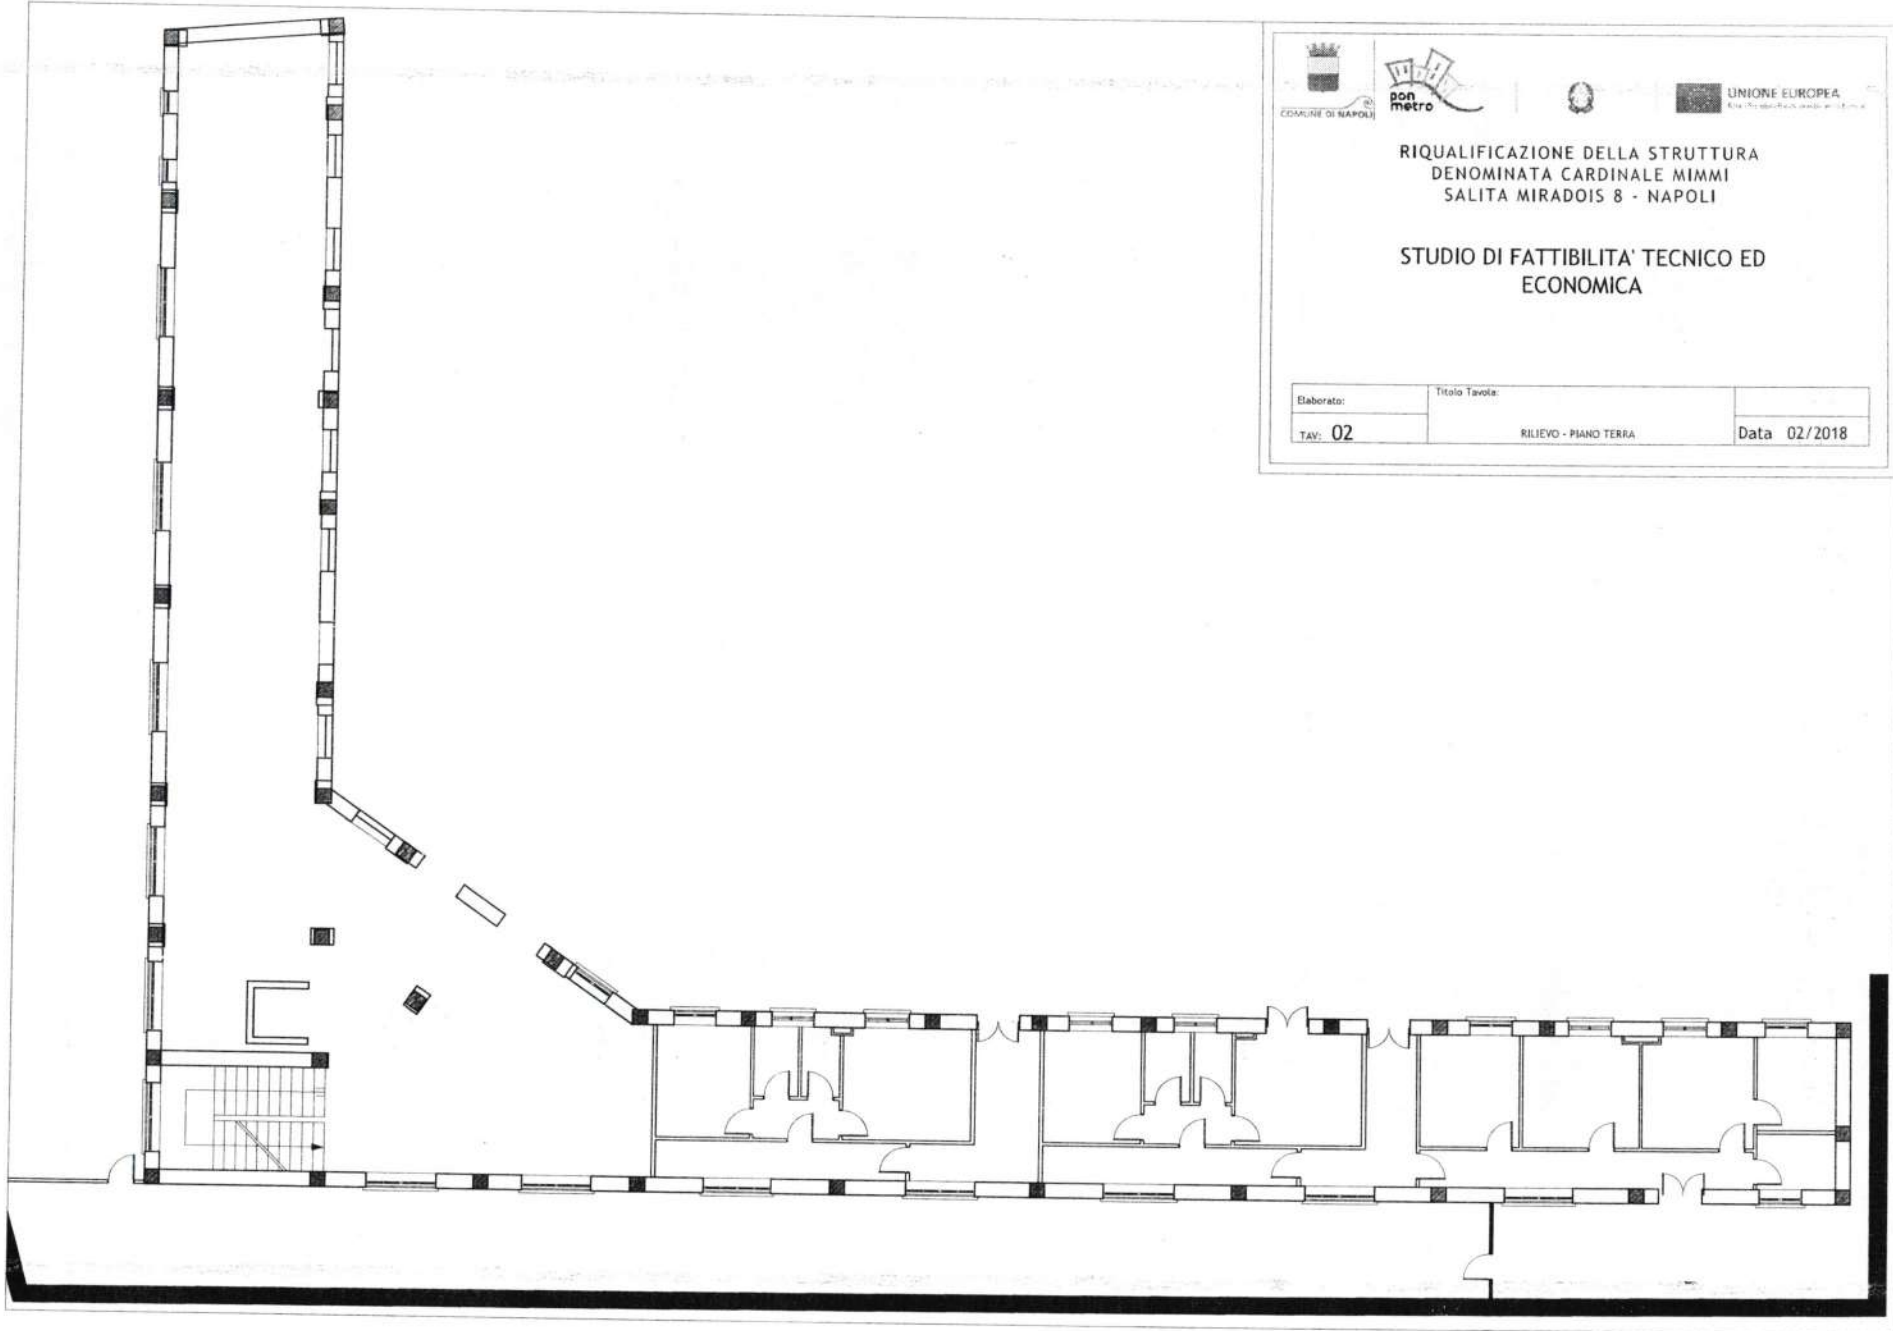 COMUNE DI NAPOLI
pon
metro
UNIONE EUROPEA
RIQUALIFICAZIONE DELLA STRUTTURA
DENOMINATA CARDINALE MIMMI
SALITA MIRADOIS 8 - NAPOLI
STUDIO DI FATTIBILITA' TECNICO ED
ECONOMICA
Elaborato:
Titolo Tavola:
TAV: 02
RILIEVO - PIANO TERRA
Data 02/2018